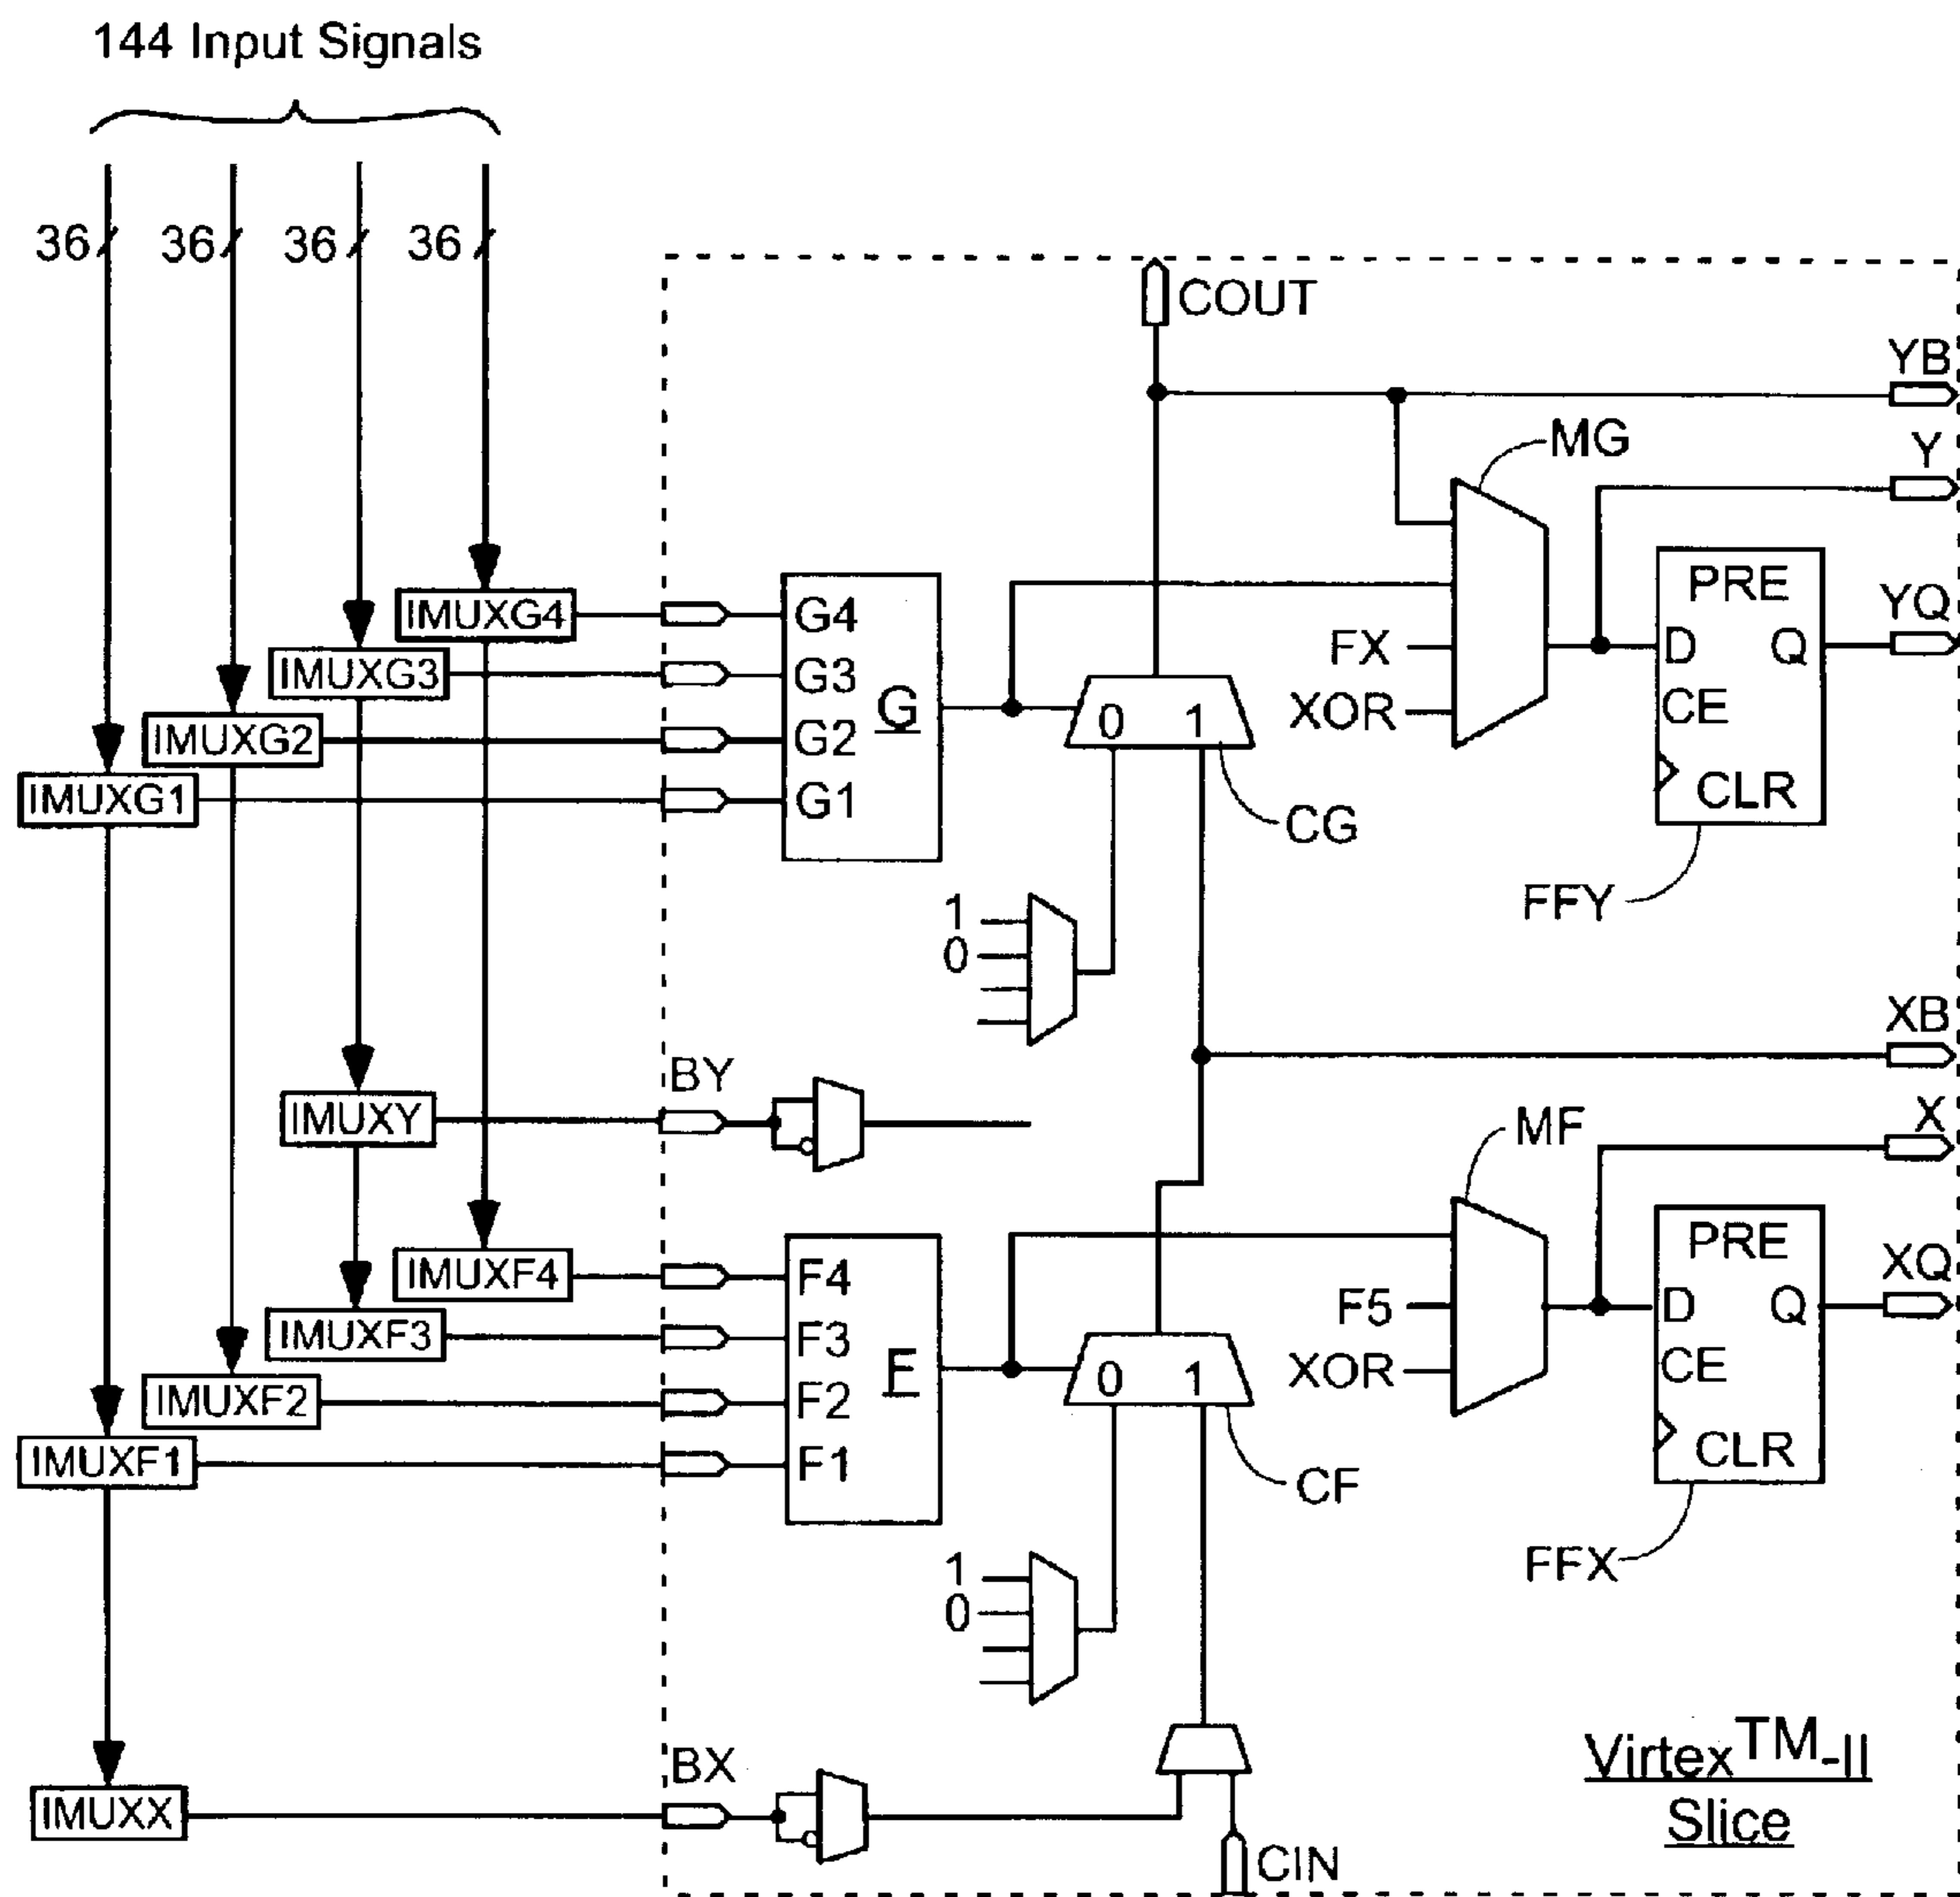 144 Input Signals
36 36 36 36
COUT
YB
MG
Y
IMUXG4 G4
PRE
YQ
IMUXG3 G3
FX
D Q
IMUXG2 G2
G
0 1
XOR
CE
IMUXG1 G1
CG
CLR
FFY
1
0
XB
BY
IMUXY
MF
X
IMUXF4 F4
PRE
XQ
IMUXF3 F3
F5
D Q
IMUXF2 F2
F
0 1
XOR
CE
IMUXF1 F1
CF
CLR
FFX
1
0
BX
IMUXX
CIN
Virtex™-II
Slice